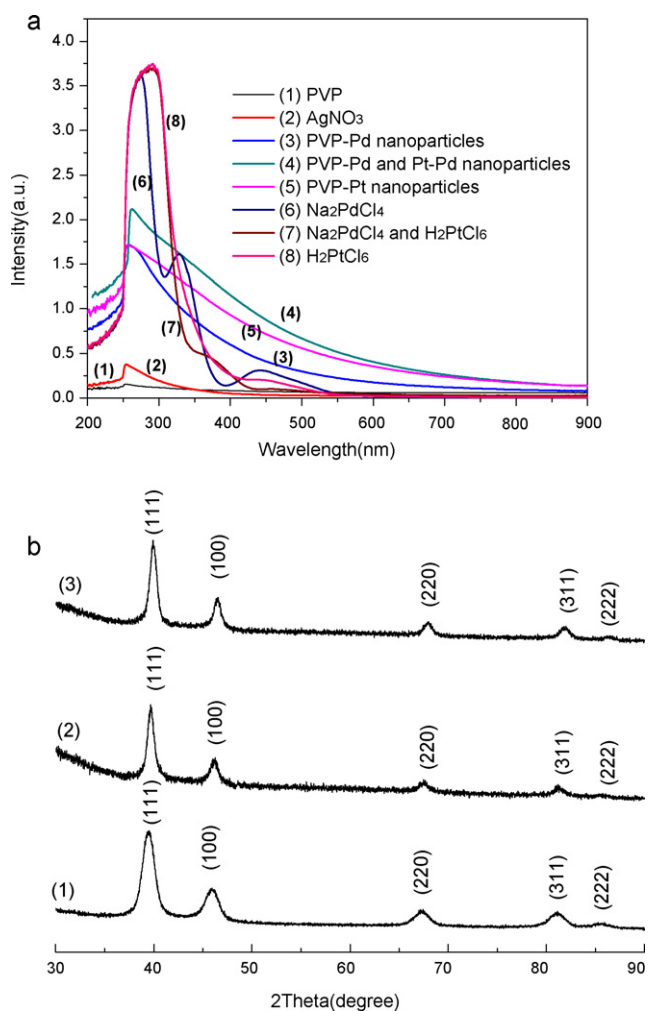 a
4.0
3.5
3.0
2.5
2.0
1.5
1.0
0.5
0.0
Intensity(a.u.)
(1) PVP
(2) AgNO₃
(3) PVP-Pd nanoparticles
(4) PVP-Pd and Pt-Pd nanoparticles
(5) PVP-Pt nanoparticles
(6) Na₂PdCl₄
(7) Na₂PdCl₄ and H₂PtCl₆
(8) H₂PtCl₆
(8)
(6)
(4)
(7)
(5)
(3)
(1)
(2)
200 300 400 500 600 700 800 900
Wavelength(nm)
b
(3)
(111)
(100)
(220)
(311)
(222)
(2)
(111)
(100)
(220)
(311)
(222)
(1)
(111)
(100)
(220)
(311)
(222)
30 40 50 60 70 80 90
2Theta(degree)